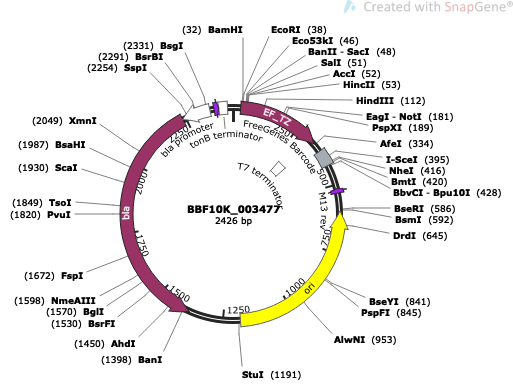 Created with SnapGene®
(32) BamHI
(2331) BsgI
(2291) BsrBI
(2254) SspI
EcoRI (38)
Eco53kI (46)
BanII - SacI (48)
SalI (51)
AccI (52)
HincII (53)
HindIII (112)
EagI - NotI (181)
PspXI (189)
AfeI (334)
I-SceI (395)
NheI (416)
BmtI (420)
BbvCI - Bpu10I (428)
BseRI (586)
BsmI (592)
DrdI (645)
BseYI (841)
PspFI (845)
AlwNI (953)
StuI (1191)
(2049) XmnI
(1987) BsaHI
(1930) ScaI
(1849) TsoI
(1820) PvuI
(1672) FspI
(1598) NmeAIII
(1570) BglI
(1530) BsrFI
(1450) AhdI
(1398) BanI
EF_TZ
FreeGenes Barcode
bla promoter
tonB terminator
T7 terminator
M13 rev
bla
ori
BBF10K_003477
2426 bp
250
500
750
1000
1250
1500
1750
2000
2250